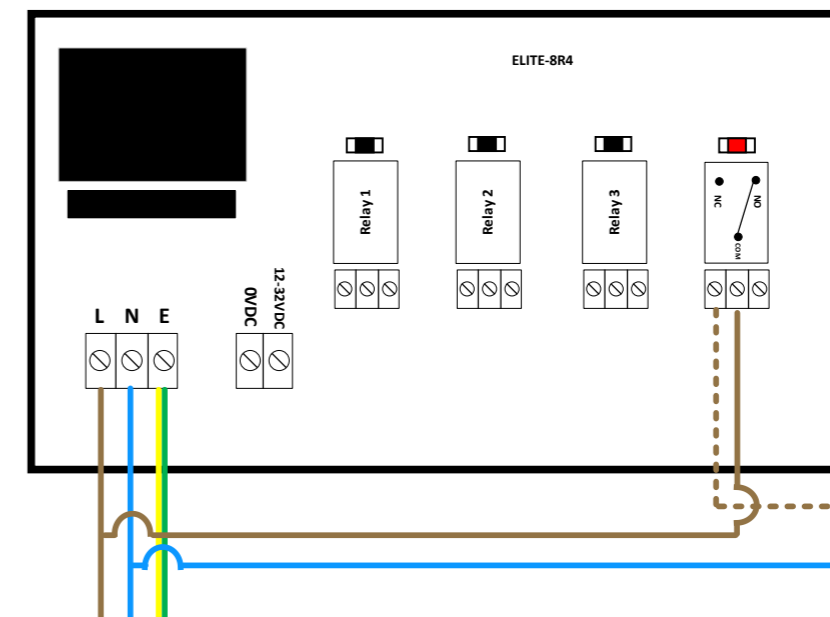 ELITE-8R4
Relay 1
Relay 2
Relay 3
NC
NO
COM
0VDC
12-32VDC
L N E